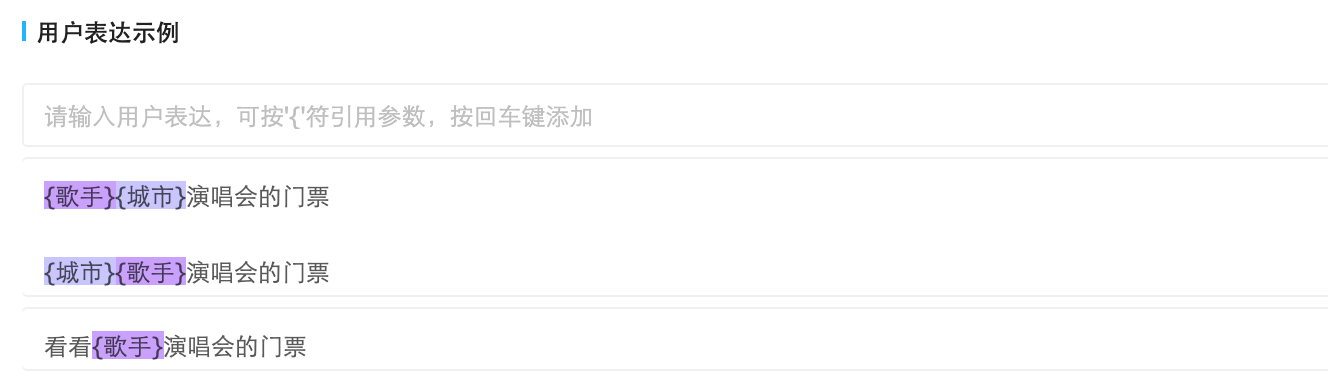 用户表达示例
请输入用户表达，可按'{'符引用参数，按回车键添加
{歌手}{城市}演唱会的门票
{城市}{歌手}演唱会的门票
看看{歌手}演唱会的门票